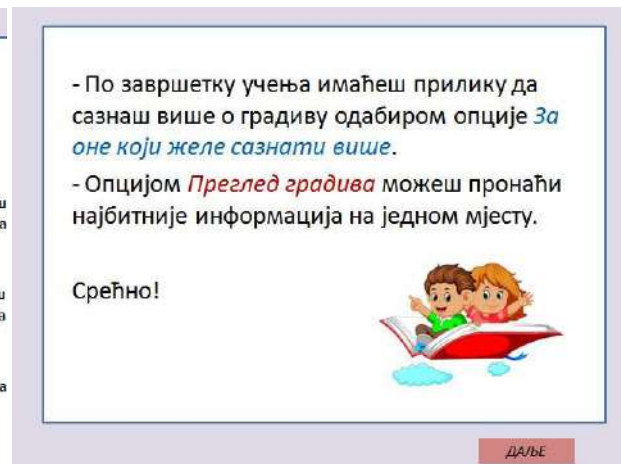 - По завршетку учења имаћеш прилику да
сазнаш више о градиву одабиром опције За
оне који желе сазнати више.
- Опцијом Преглед градива можеш пронаћи
најбитније информација на једном мјесту.
Срећно!
ДАЉЕ